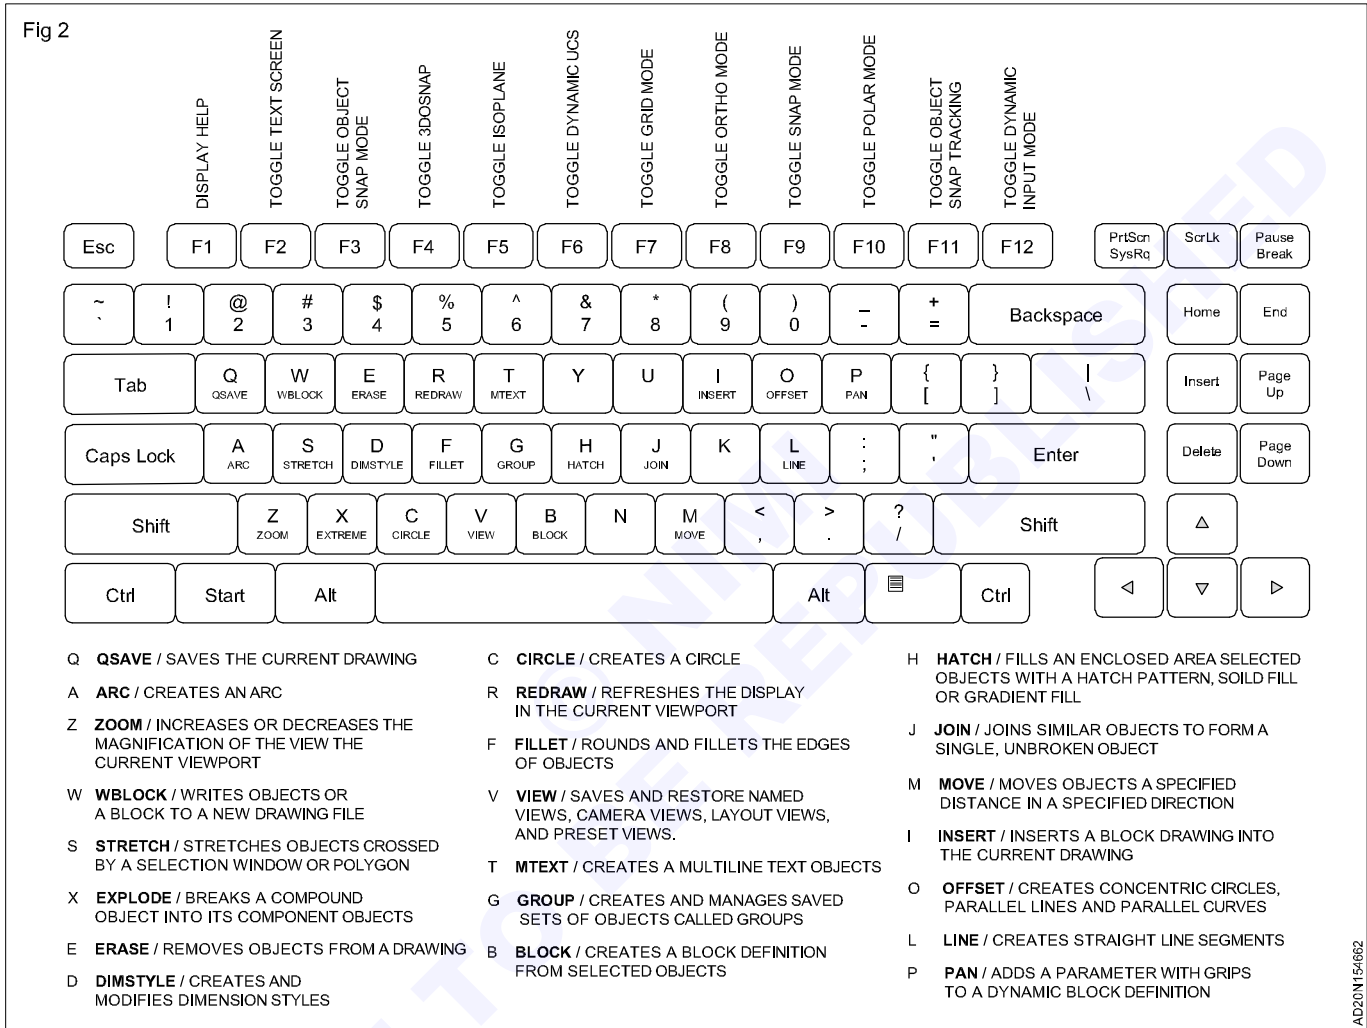 Fig 2
DISPLAY HELP
TOGGLE TEXT SCREEN
TOGGLE OBJECT
SNAP MODE
TOGGLE 3DOSNAP
TOGGLE ISOPLANE
TOGGLE DYNAMIC UCS
TOGGLE GRID MODE
TOGGLE ORTHO MODE
TOGGLE SNAP MODE
TOGGLE POLAR MODE
TOGGLE OBJECT
SNAP TRACKING
TOGGLE DYNAMIC
INPUT MODE
Esc F1 F2 F3 F4 F5 F6 F7 F8 F9 F10 F11 F12 PrtScn ScrLk Pause
SysRq Break
~ ! @ # $ % ^ & * ( ) _ +
` 1 2 3 4 5 6 7 8 9 0 - = Backspace Home End
Tab Q W E R T Y U I O P { } | Insert Page
QSAVE WBLOCK ERASE REDRAW MTEXT INSERT OFFSET PAN [ ] \ Up
Caps Lock A S D F G H J K L : " Enter Delete Page
ARC STRETCH DIMSTYLE FILLET GROUP HATCH JOIN LINE ; ' Down
Shift Z X C V B N M < > ? Shift
ZOOM EXTREME CIRCLE VIEW BLOCK MOVE , . /
Ctrl Start Alt Alt Ctrl
Q QSAVE / SAVES THE CURRENT DRAWING
A ARC / CREATES AN ARC
Z ZOOM / INCREASES OR DECREASES THE
MAGNIFICATION OF THE VIEW THE
CURRENT VIEWPORT
W WBLOCK / WRITES OBJECTS OR
A BLOCK TO A NEW DRAWING FILE
S STRETCH / STRETCHES OBJECTS CROSSED
BY A SELECTION WINDOW OR POLYGON
X EXPLODE / BREAKS A COMPOUND
OBJECT INTO ITS COMPONENT OBJECTS
E ERASE / REMOVES OBJECTS FROM A DRAWING
D DIMSTYLE / CREATES AND
MODIFIES DIMENSION STYLES
C CIRCLE / CREATES A CIRCLE
R REDRAW / REFRESHES THE DISPLAY
IN THE CURRENT VIEWPORT
F FILLET / ROUNDS AND FILLETS THE EDGES
OF OBJECTS
V VIEW / SAVES AND RESTORE NAMED
VIEWS, CAMERA VIEWS, LAYOUT VIEWS,
AND PRESET VIEWS.
T MTEXT / CREATES A MULTILINE TEXT OBJECTS
G GROUP / CREATES AND MANAGES SAVED
SETS OF OBJECTS CALLED GROUPS
B BLOCK / CREATES A BLOCK DEFINITION
FROM SELECTED OBJECTS
H HATCH / FILLS AN ENCLOSED AREA SELECTED
OBJECTS WITH A HATCH PATTERN, SOILD FILL
OR GRADIENT FILL
J JOIN / JOINS SIMILAR OBJECTS TO FORM A
SINGLE, UNBROKEN OBJECT
M MOVE / MOVES OBJECTS A SPECIFIED
DISTANCE IN A SPECIFIED DIRECTION
I INSERT / INSERTS A BLOCK DRAWING INTO
THE CURRENT DRAWING
O OFFSET / CREATES CONCENTRIC CIRCLES,
PARALLEL LINES AND PARALLEL CURVES
L LINE / CREATES STRAIGHT LINE SEGMENTS
P PAN / ADDS A PARAMETER WITH GRIPS
TO A DYNAMIC BLOCK DEFINITION
AD20N154662
© NIMI
TO BE REPUBLISHED